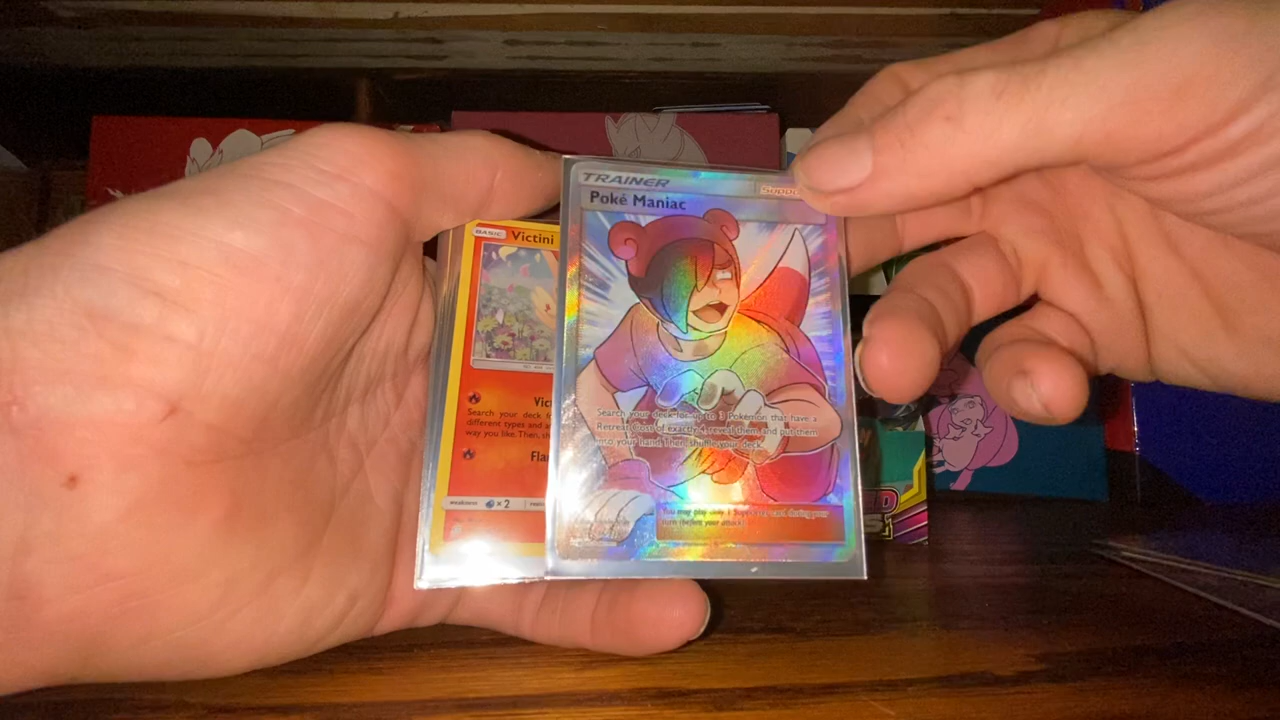 TRAINER
Poké Maniac
Search your deck for up to 3 Pokémon that have a
Retreat Cost of exactly 4, reveal them, and put them
into your hand. Then, shuffle your deck.
You may play only 1 Supporter card during your
turn (before your attack).
BASIC
Victini
Search your deck
different types and
way you like. Then,
weakness
×2